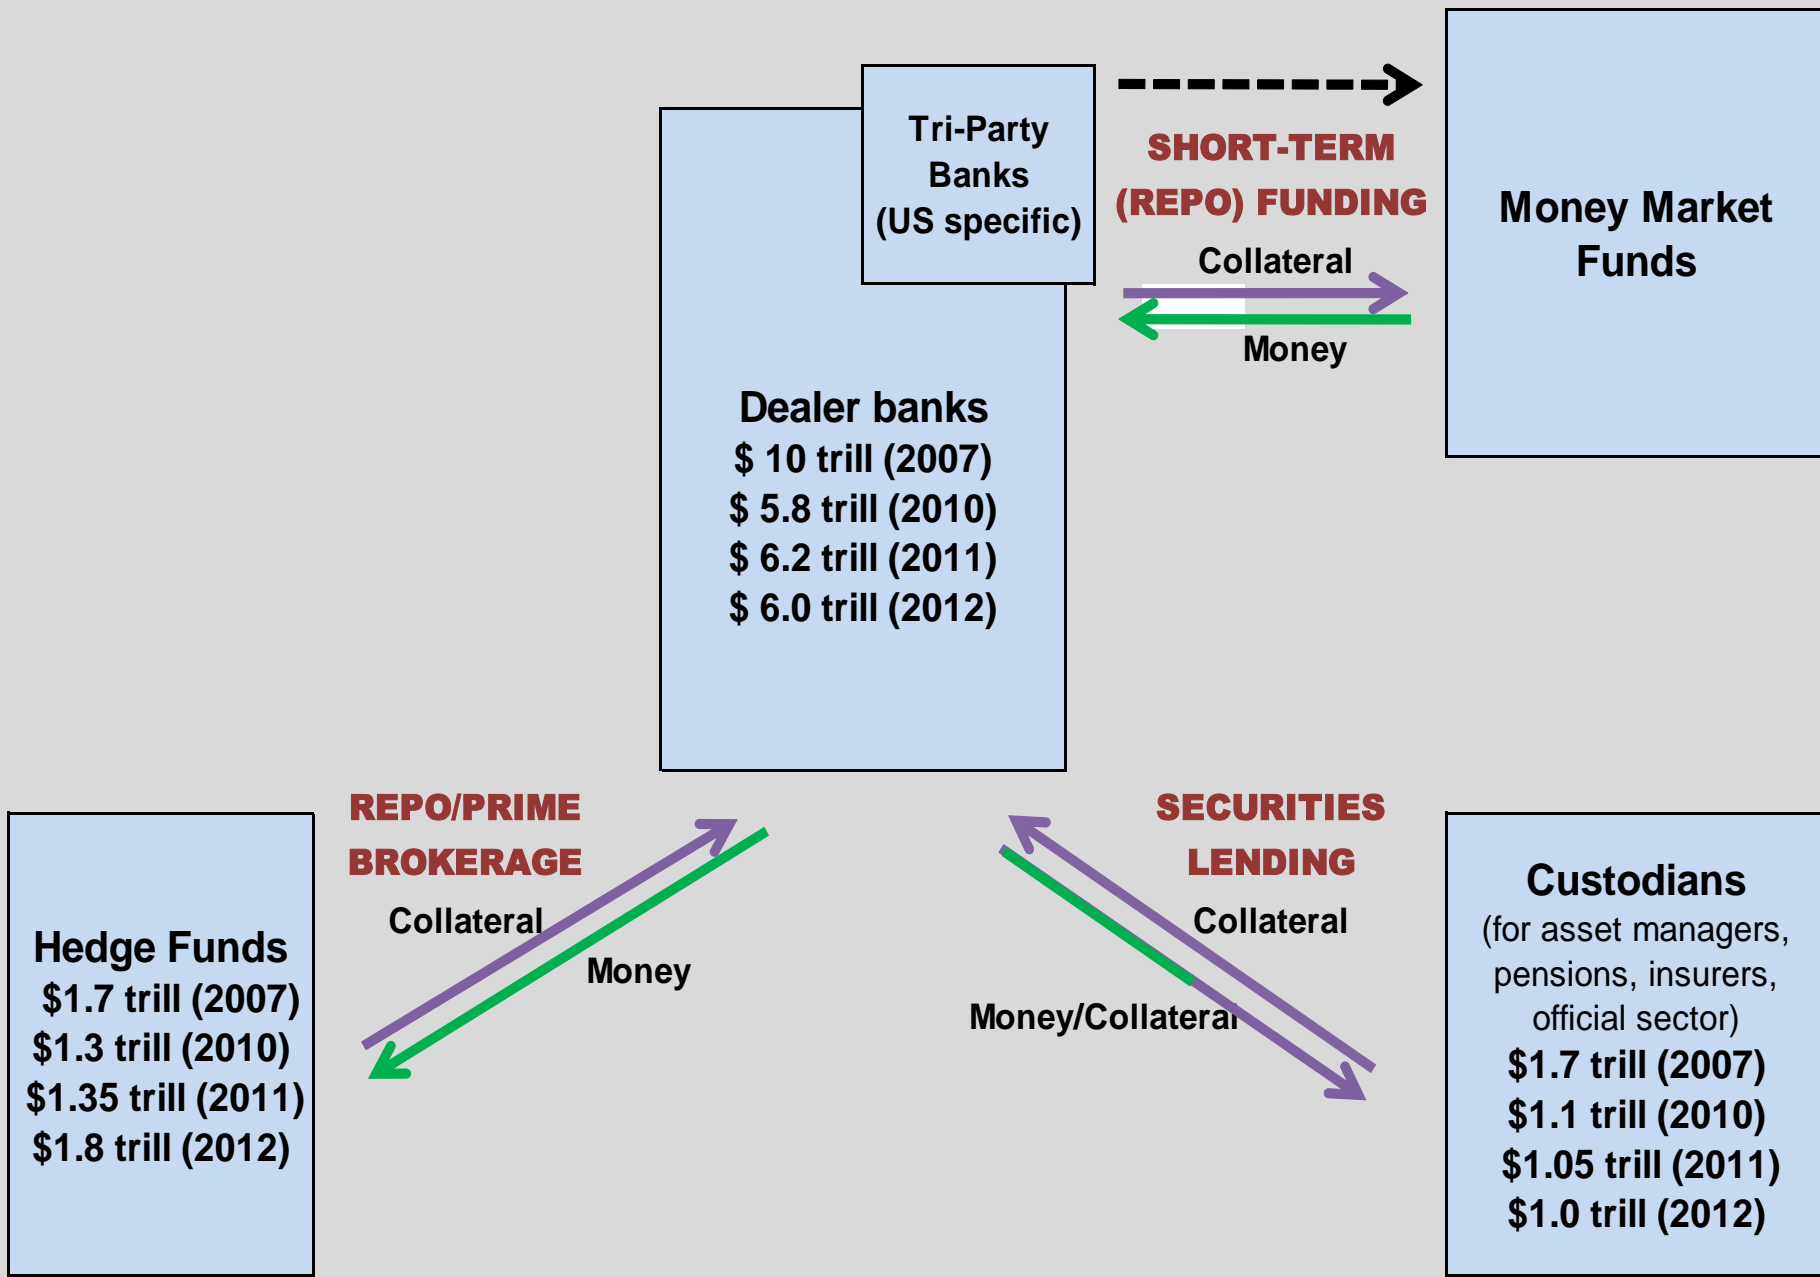 Tri-Party
Banks
(US specific)
SHORT-TERM
(REPO) FUNDING
Collateral
Money
Money Market
Funds
Dealer banks
$ 10 trill (2007)
$ 5.8 trill (2010)
$ 6.2 trill (2011)
$ 6.0 trill (2012)
REPO/PRIME
BROKERAGE
Collateral
Money
SECURITIES
LENDING
Collateral
Money/Collateral
Hedge Funds
$1.7 trill (2007)
$1.3 trill (2010)
$1.35 trill (2011)
$1.8 trill (2012)
Custodians
(for asset managers,
pensions, insurers,
official sector)
$1.7 trill (2007)
$1.1 trill (2010)
$1.05 trill (2011)
$1.0 trill (2012)